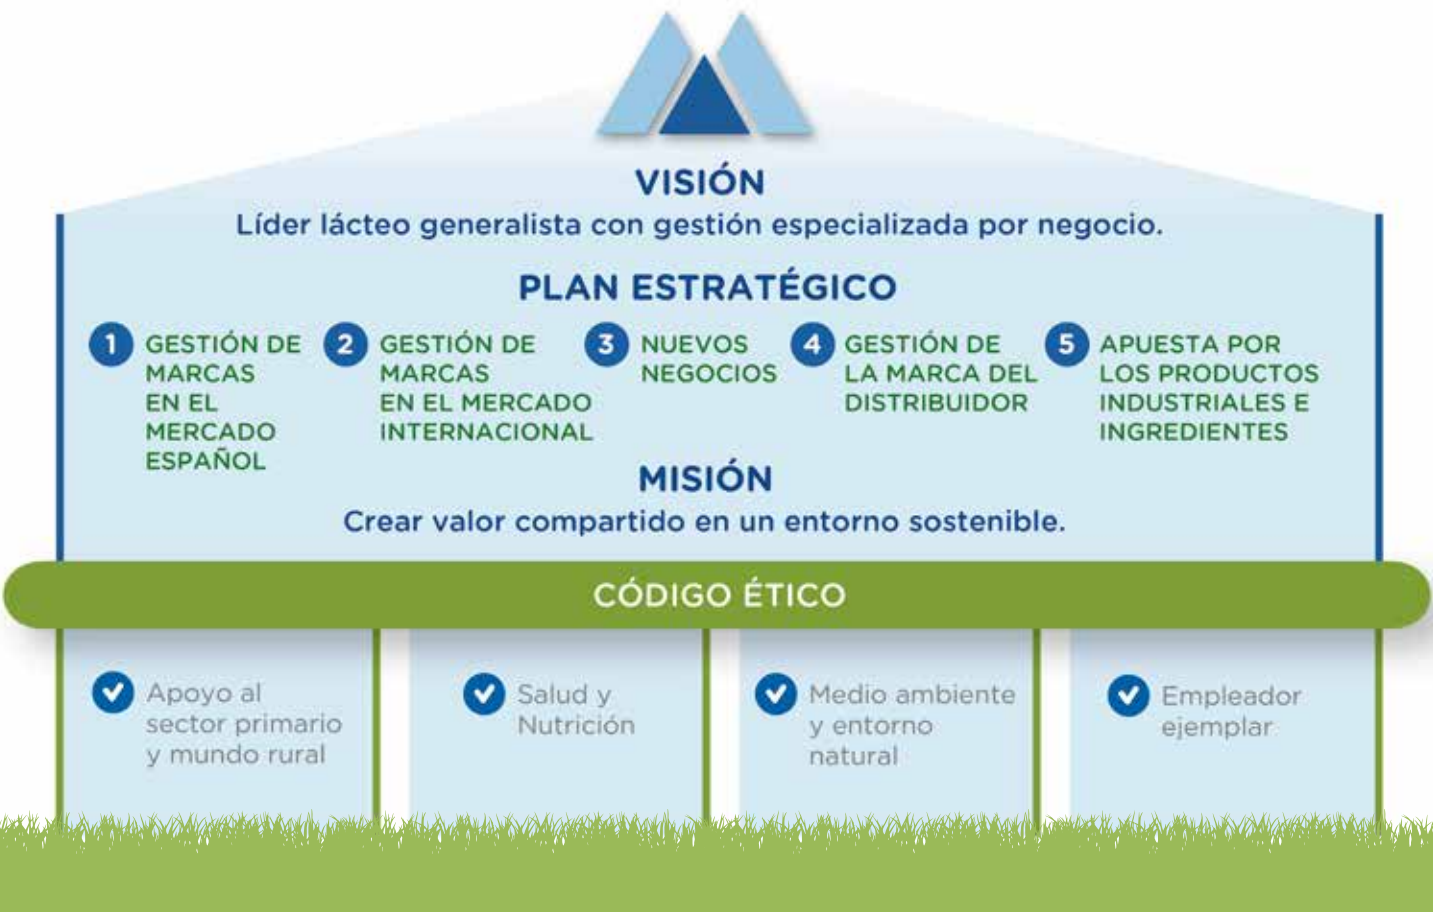 VISIÓN
Líder lácteo generalista con gestión especializada por negocio.
PLAN ESTRATÉGICO
1 GESTIÓN DE
MARCAS
EN EL
MERCADO
ESPAÑOL
2 GESTIÓN DE
MARCAS
EN EL MERCADO
INTERNACIONAL
3 NUEVOS
NEGOCIOS
4 GESTIÓN DE
LA MARCA DEL
DISTRIBUIDOR
5 APUESTA POR
LOS PRODUCTOS
INDUSTRIALES E
INGREDIENTES
MISIÓN
Crear valor compartido en un entorno sostenible.
CÓDIGO ÉTICO
Apoyo al
sector primario
y mundo rural
Salud y
Nutrición
Medio ambiente
y entorno
natural
Empleador
ejemplar